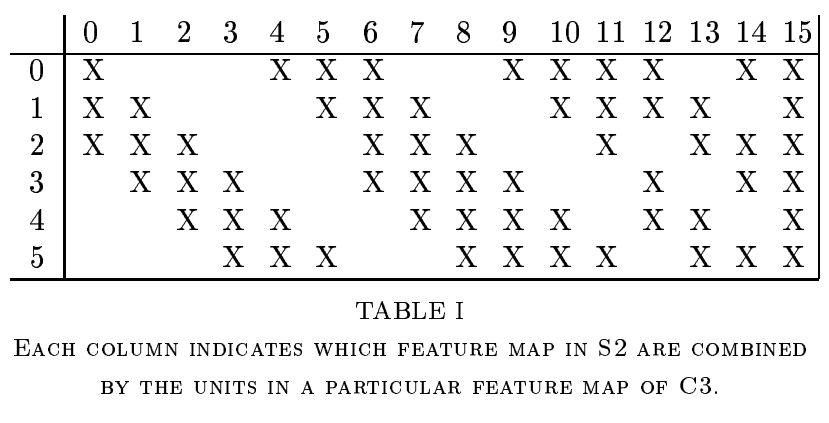 0 1 2 3 4 5 6 7 8 9 10 11 12 13 14 15
0 X X X X X X X X X X
1 X X X X X X X X X X
2 X X X X X X X X X X
3 X X X X X X X X X X
4 X X X X X X X X X X
5 X X X X X X X X X X
TABLE I
Each column indicates which feature map in S2 are combined
by the units in a particular feature map of C3.